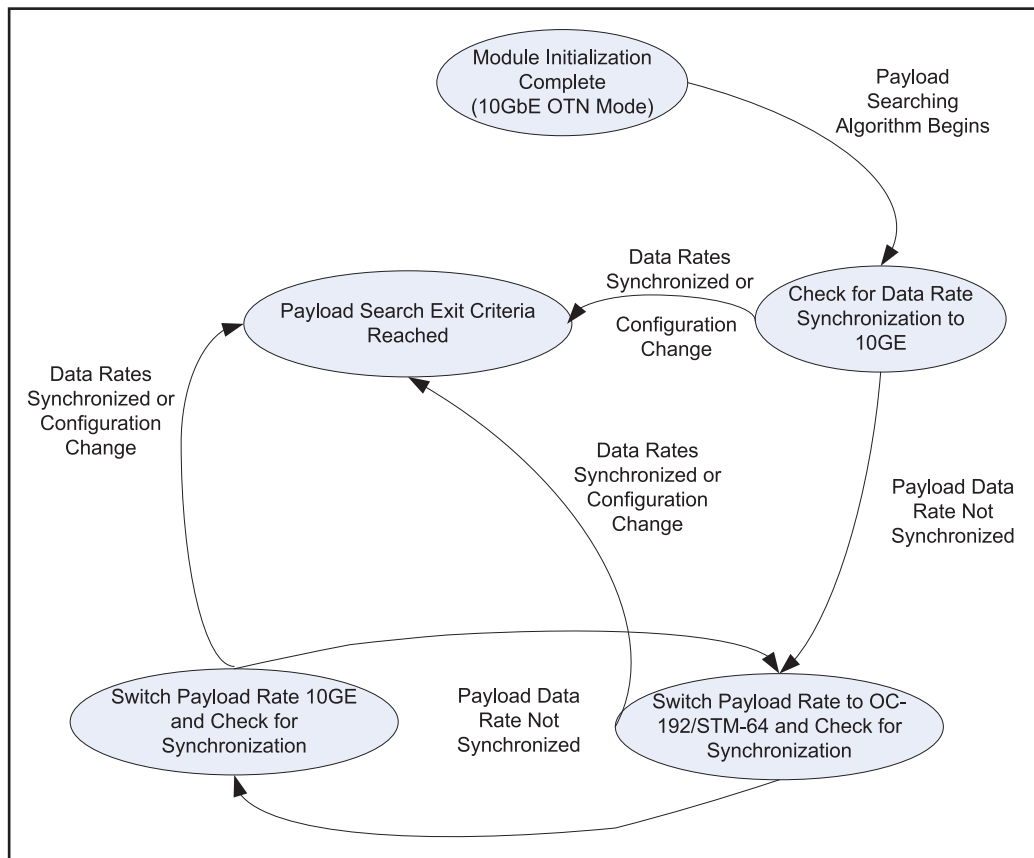 Module Initialization
Complete
(10GbE OTN Mode)
Payload
Searching
Algorithm Begins
Data Rates
Synchronized or
Configuration
Change
Check for Data Rate
Synchronization to
10GE
Payload Search Exit Criteria
Reached
Data Rates
Synchronized or
Configuration
Change
Data Rates
Synchronized or
Configuration
Change
Payload Data
Rate Not
Synchronized
Switch Payload Rate 10GE
and Check for
Synchronization
Payload Data
Rate Not
Synchronized
Switch Payload Rate to OC-
192/STM-64 and Check for
Synchronization